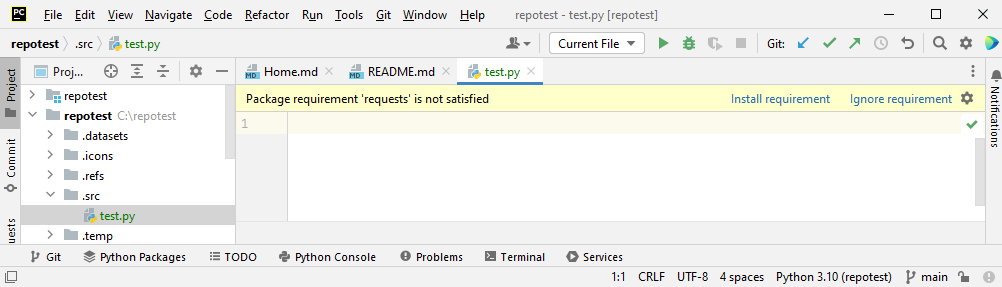 PC File Edit View Navigate Code Refactor Run Tools Git Window Help repotest - test.py [repotest]
repotest .src test.py Current File Git:
Project
Proj... Home.md README.md test.py
Package requirement 'requests' is not satisfied Install requirement Ignore requirement
1
repotest
repotest C:\repotest
.datasets
.icons
.refs
.src
test.py
.temp
Commit
uests
Notifications
Git Python Packages TODO Python Console Problems Terminal Services
1:1 CRLF UTF-8 4 spaces Python 3.10 (repotest) main